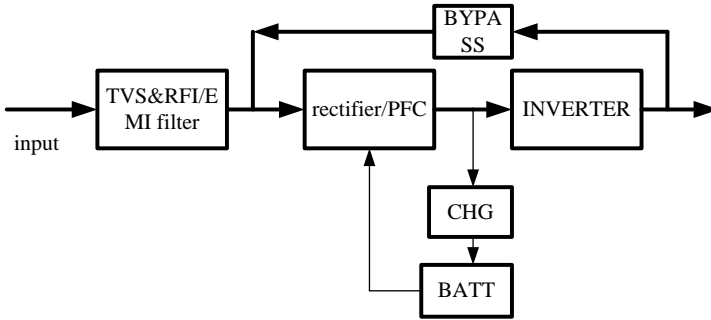 BYPA
SS
TVS&RFI/E
MI filter
rectifier/PFC
INVERTER
input
CHG
BATT